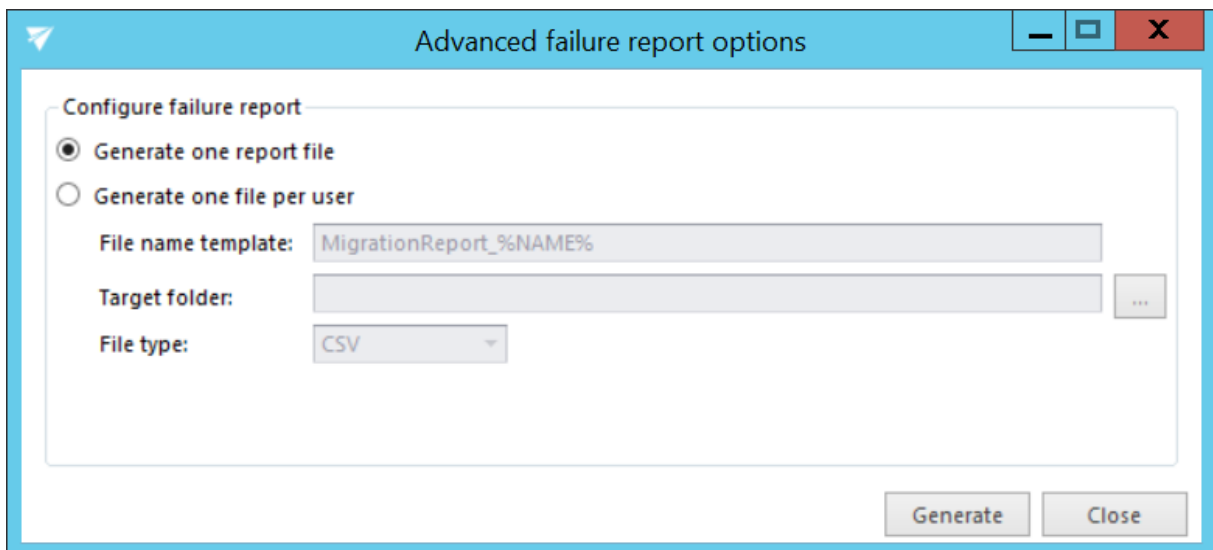 Advanced failure report options
Configure failure report
Generate one report file
Generate one file per user
File name template: MigrationReport_%NAME%
Target folder: ...
File type: CSV
Generate Close